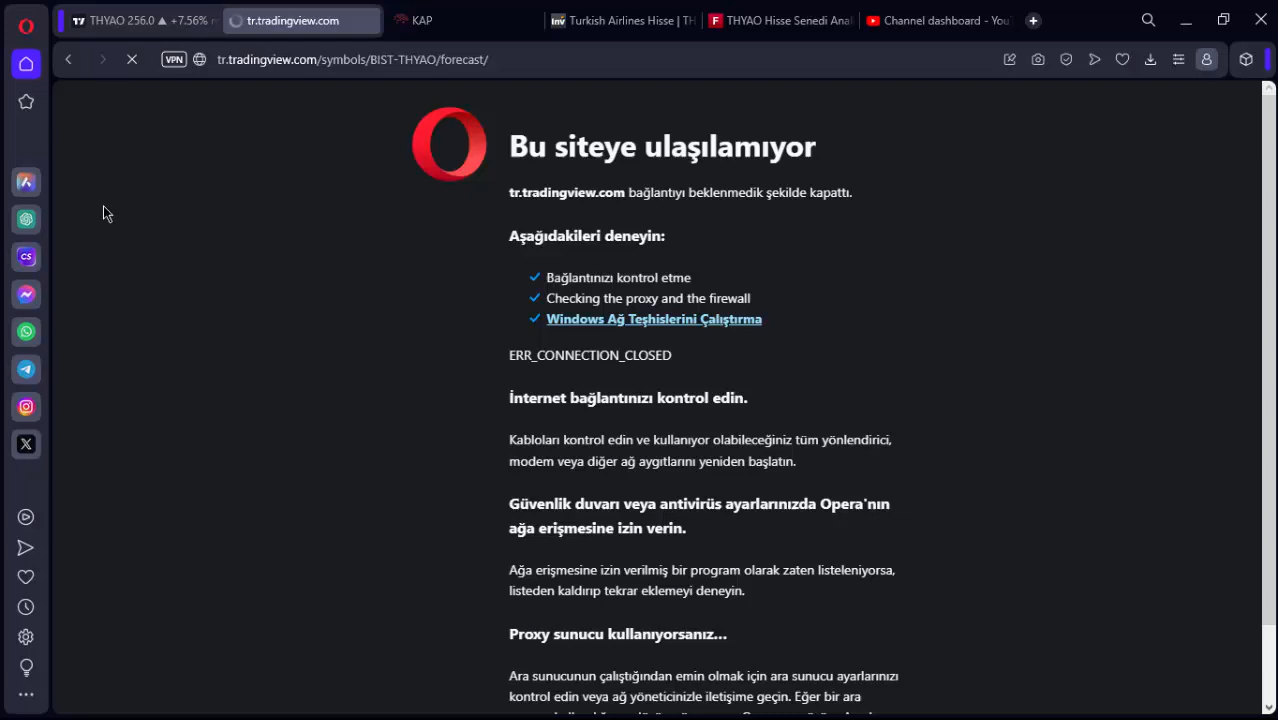 THYAO 256.0 ▲ +7.56%
tr.tradingview.com
KAP
Turkish Airlines Hisse | TH
THYAO Hisse Senedi Anal
Channel dashboard - You
VPN
tr.tradingview.com/symbols/BIST-THYAO/forecast/
Bu siteye ulaşılamıyor
tr.tradingview.com bağlantıyı beklenmedik şekilde kapattı.
Aşağıdakileri deneyin:
Bağlantınızı kontrol etme
Checking the proxy and the firewall
Windows Ağ Teşhislerini Çalıştırma
ERR_CONNECTION_CLOSED
İnternet bağlantınızı kontrol edin.
Kabloları kontrol edin ve kullanıyor olabileceğiniz tüm yönlendirici,
modem veya diğer ağ aygıtlarını yeniden başlatın.
Güvenlik duvarı veya antivirüs ayarlarınızda Opera'nın
ağa erişmesine izin verin.
Ağa erişmesine izin verilmiş bir program olarak zaten listeleniyorsa,
listeden kaldırıp tekrar eklemeyi deneyin.
Proxy sunucu kullanıyorsanız...
Ara sunucunun çalıştığından emin olmak için ara sunucu ayarlarınızı
kontrol edin veya ağ yöneticinizle iletişime geçin. Eğer bir ara